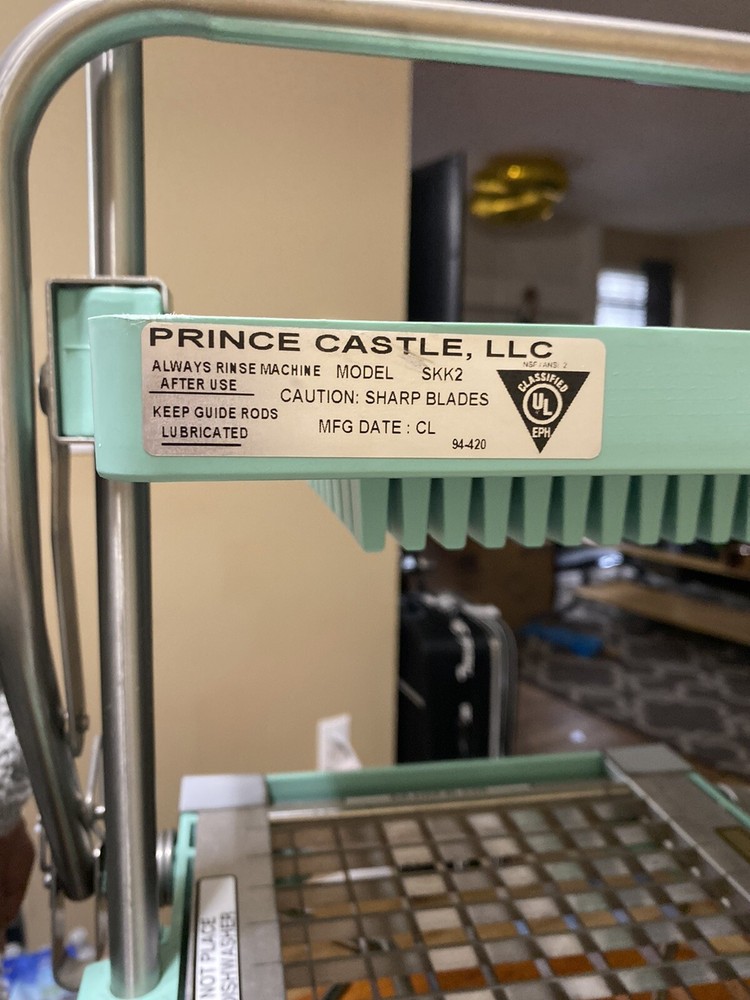 PRINCE CASTLE, LLC
ALWAYS RINSE MACHINE
AFTER USE
MODEL SKK2
CAUTION: SHARP BLADES
KEEP GUIDE RODS
LUBRICATED
MFG DATE : CL
94-420
NSF / ANSI 2
CLASSIFIED
UL
EPH
NOT PLACE
DISHWASHER